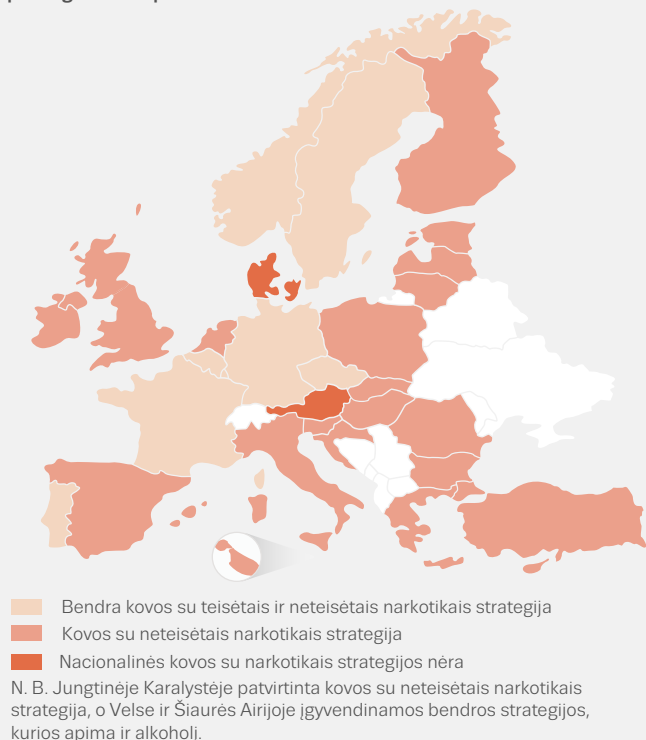 Bendra kovos su teisėtais ir neteisėtais narkotikais strategija
Kovos su neteisėtais narkotikais strategija
Nacionalinės kovos su narkotikais strategijos nėra
N. B. Jungtinėje Karalystėje patvirtinta kovos su neteisėtais narkotikais
strategija, o Velse ir Šiaurės Airijoje įgyvendinamos bendros strategijos,
kurios apima ir alkoholį.